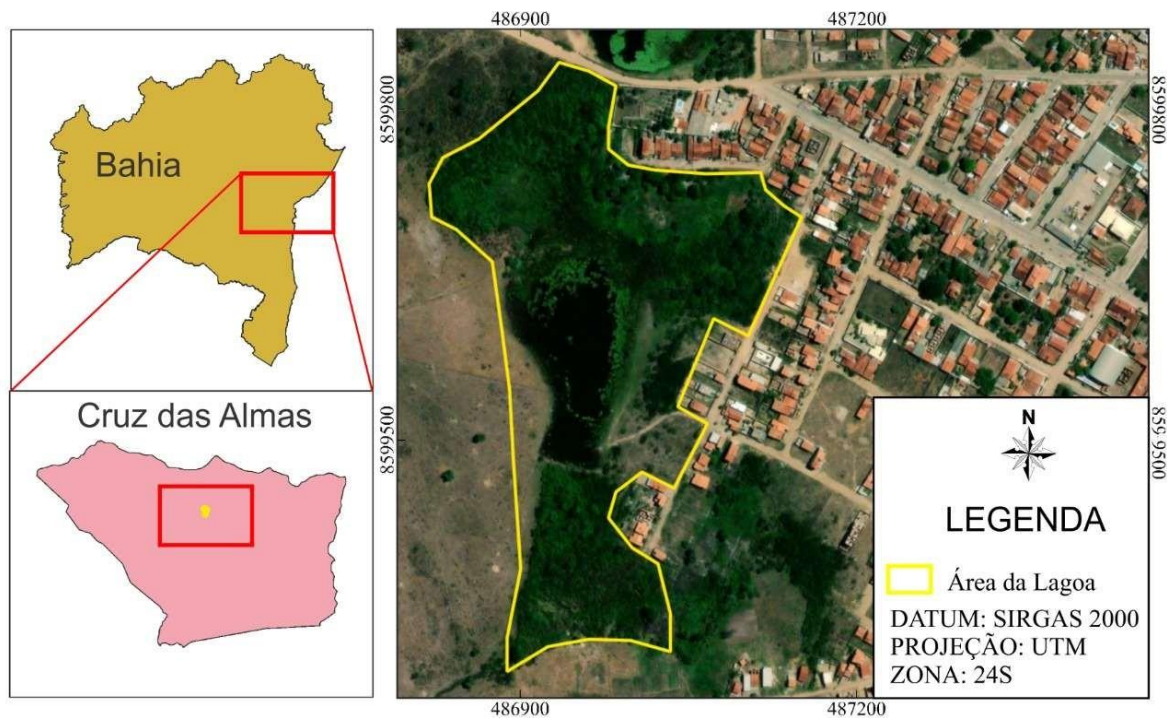 486900
487200
Bahia
8599800
8599800
Cruz das Almas
8599500
8599500
N
LEGENDA
Área da Lagoa
DATUM: SIRGAS 2000
PROJEÇÃO: UTM
ZONA: 24S
486900
487200